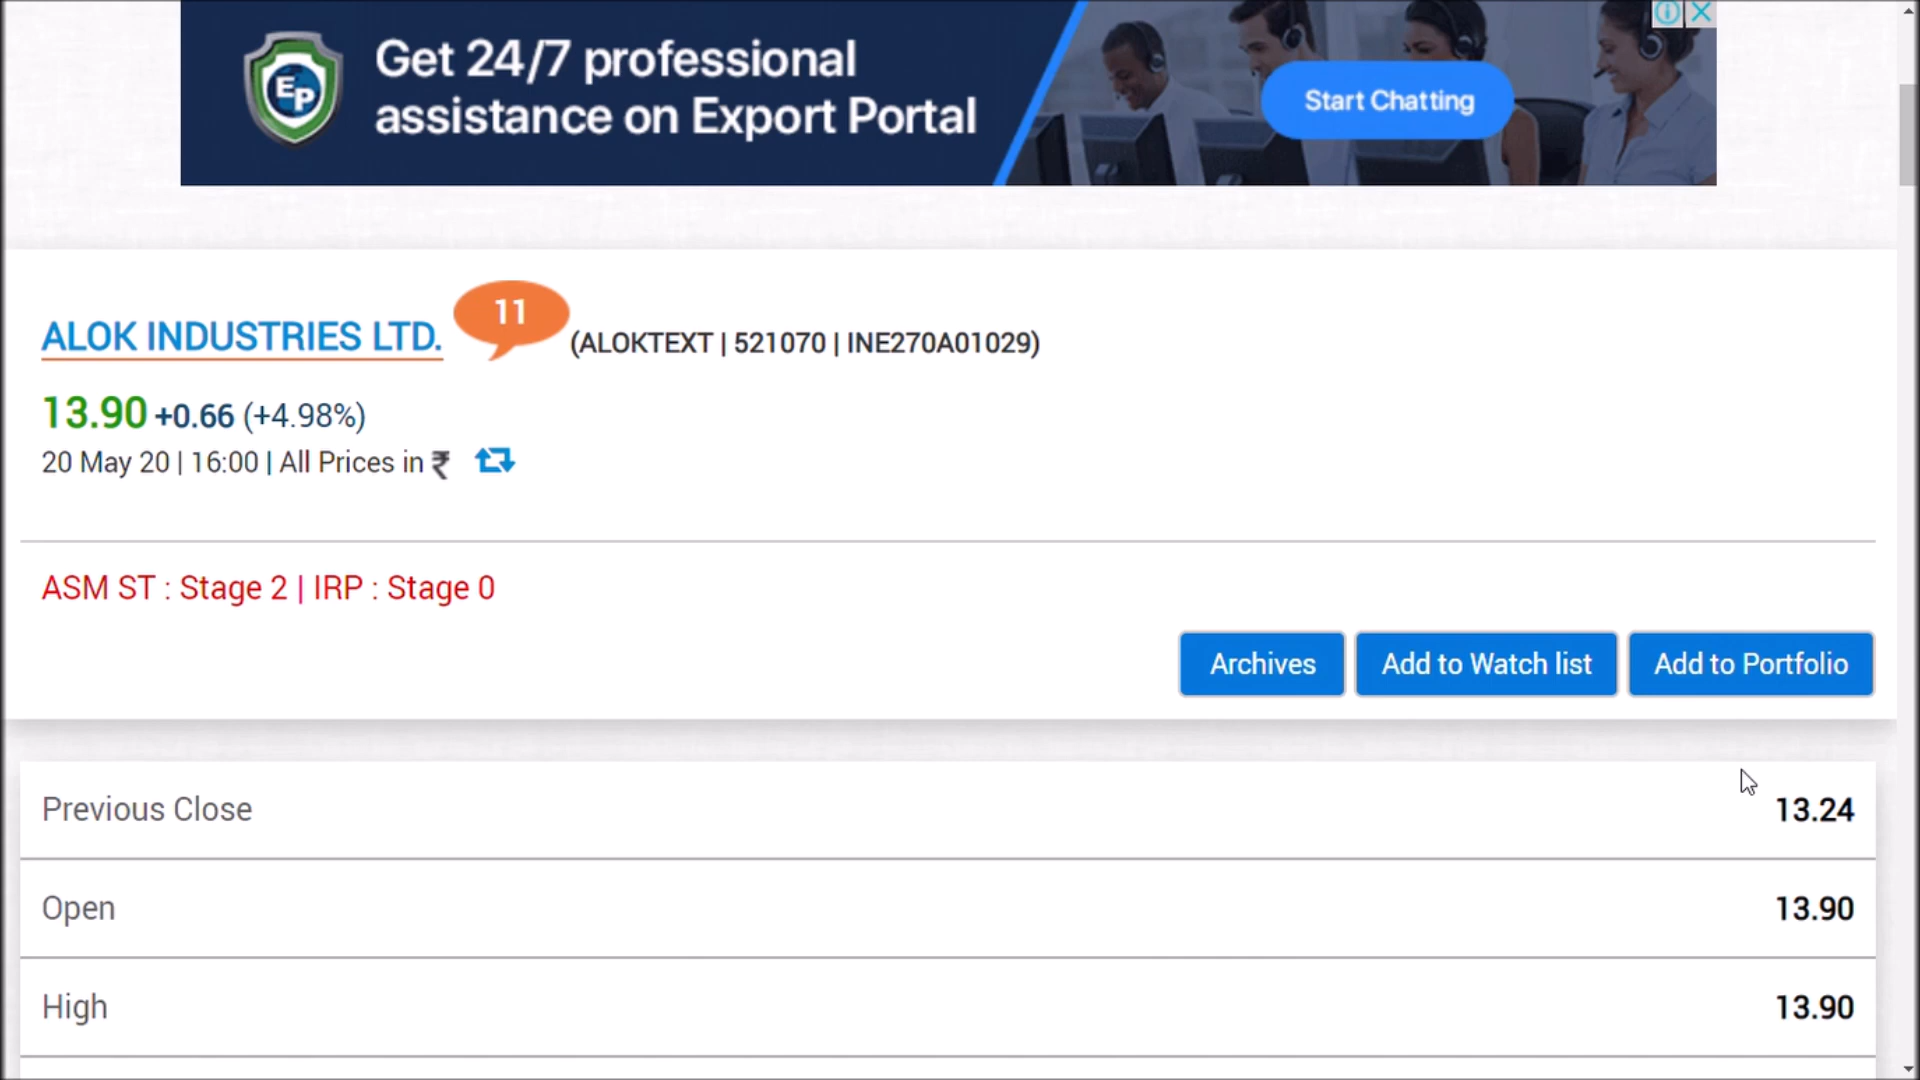 EP
Get 24/7 professional
assistance on Export Portal
Start Chatting
ALOK INDUSTRIES LTD. 11 (ALOKTEXT | 521070 | INE270A01029)
13.90 +0.66 (+4.98%)
20 May 20 | 16:00 | All Prices in ₹
ASM ST : Stage 2 | IRP : Stage 0
Archives Add to Watch list Add to Portfolio
Previous Close 13.24
Open 13.90
High 13.90